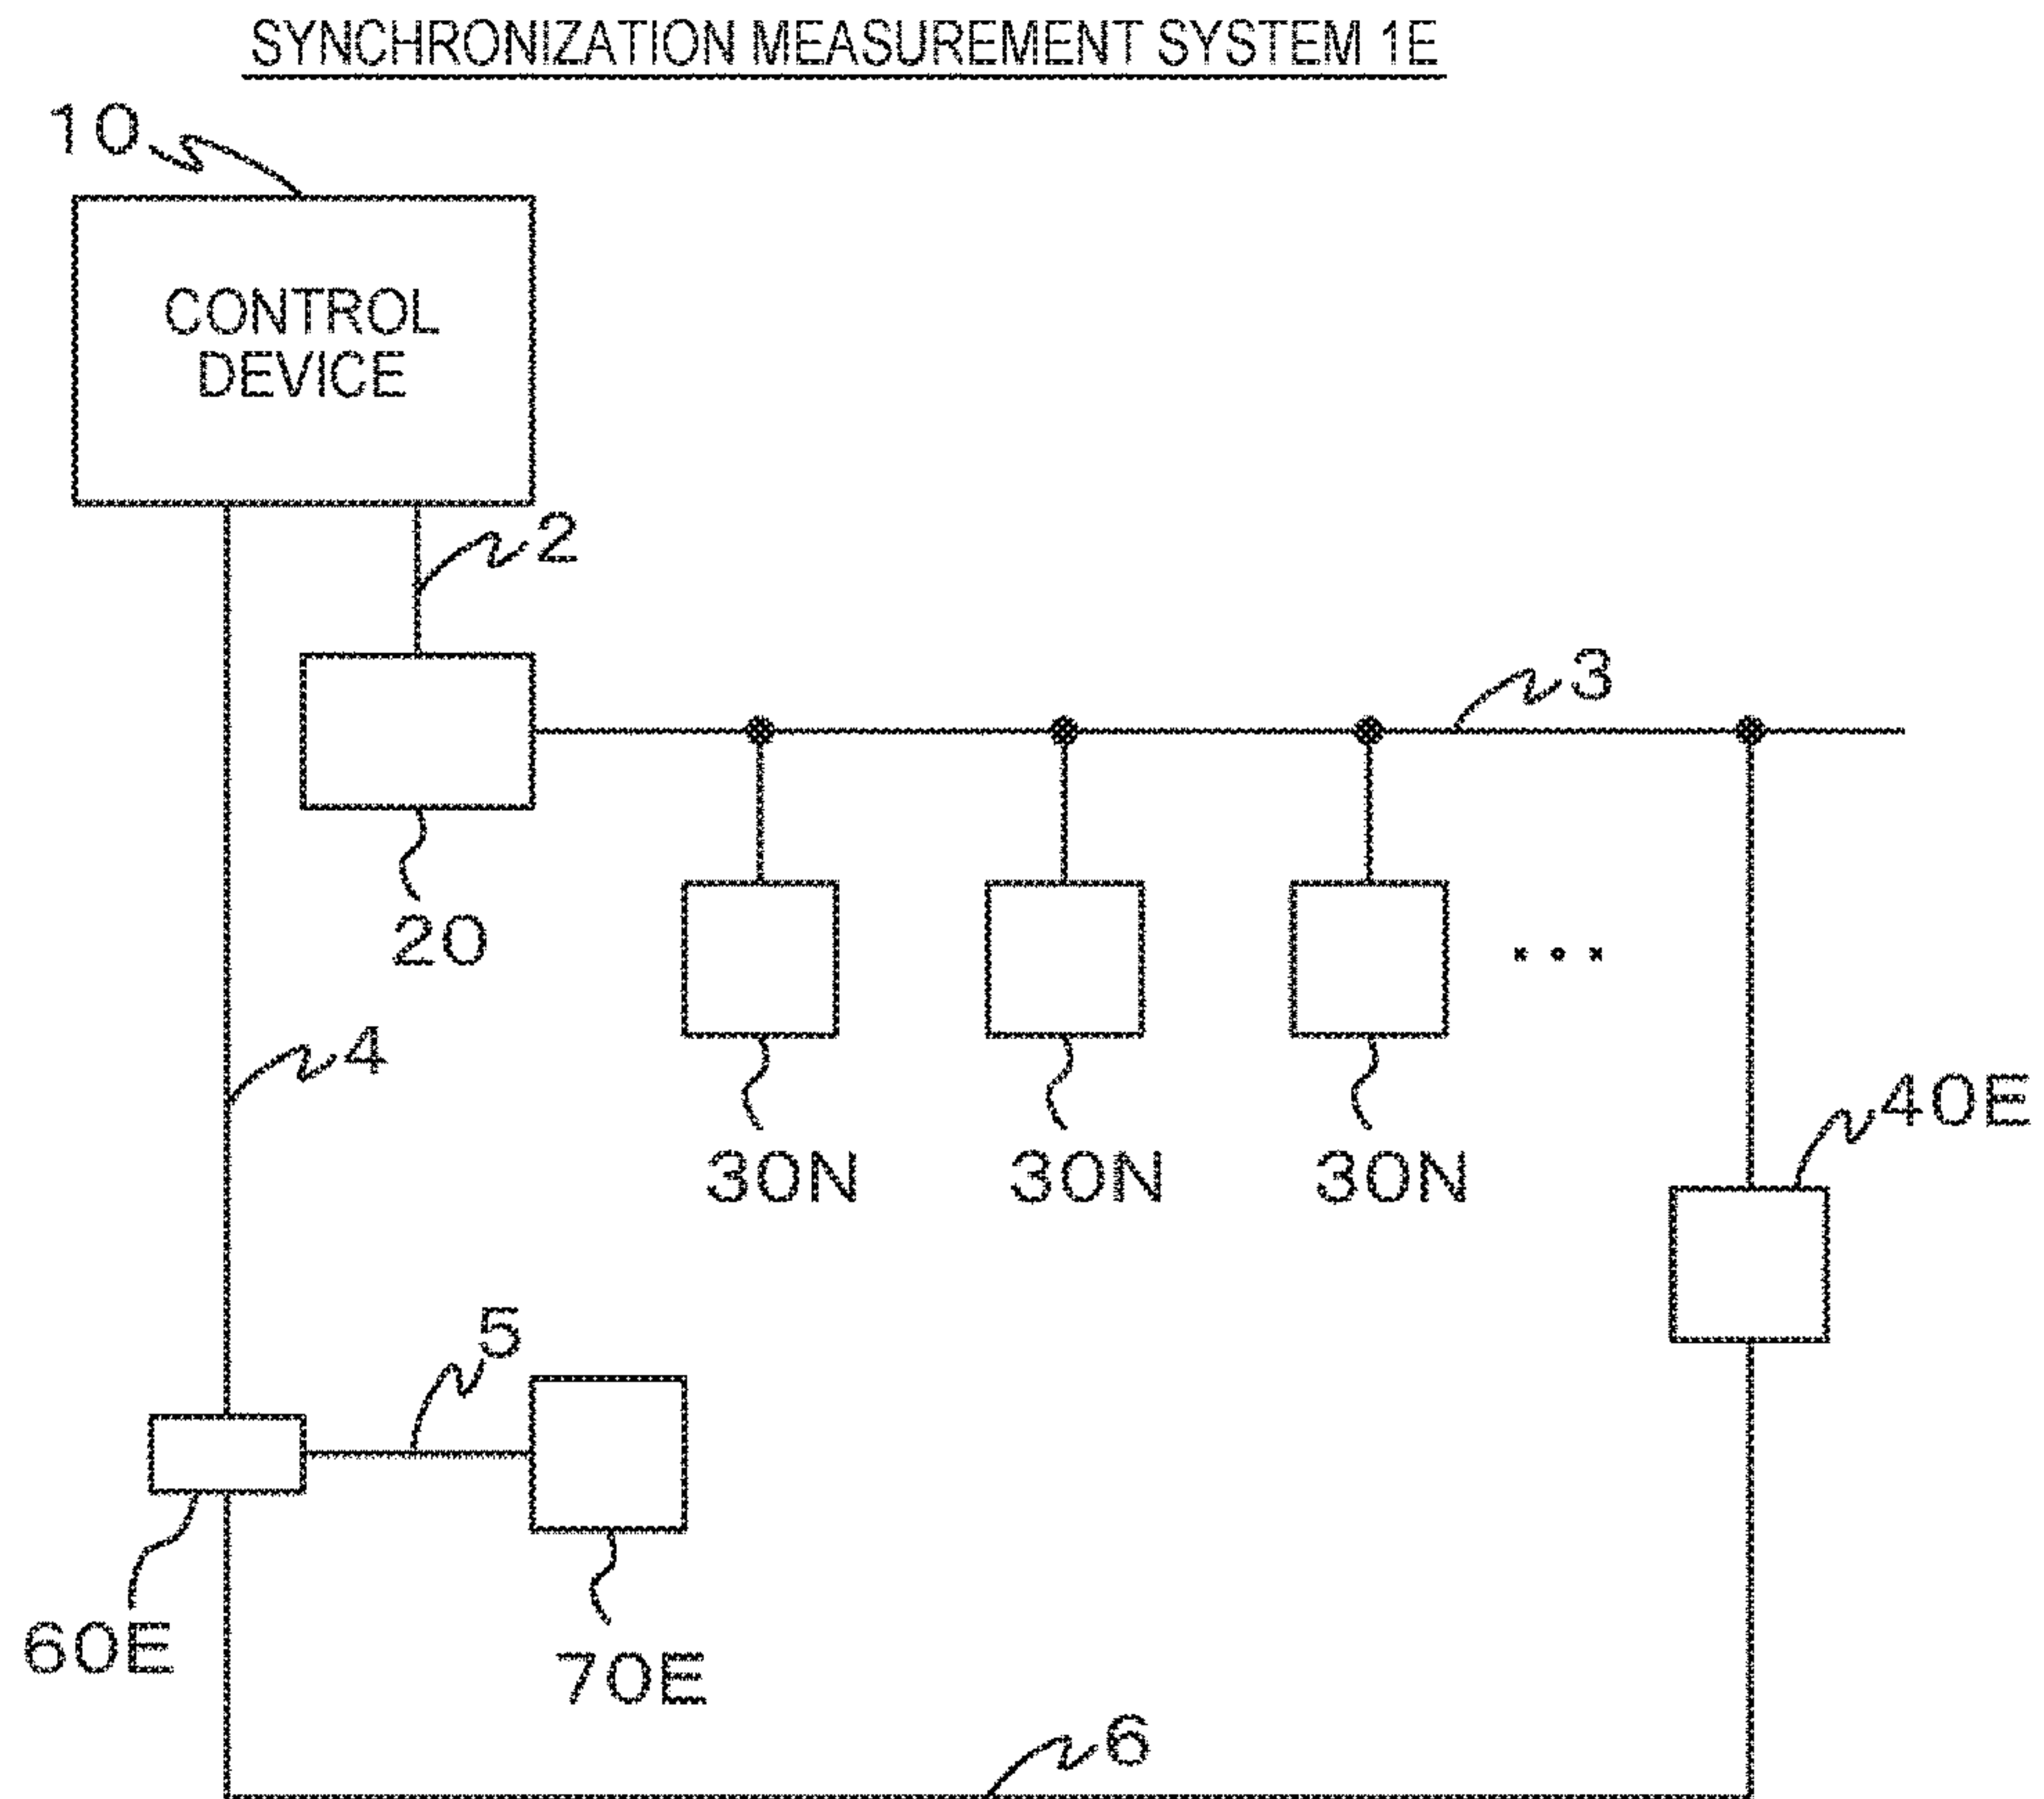 SYNCHRONIZATION MEASUREMENT SYSTEM 1E
10
CONTROL
DEVICE
2
3
20
4
30N
30N
30N
...
40E
5
60E
70E
6